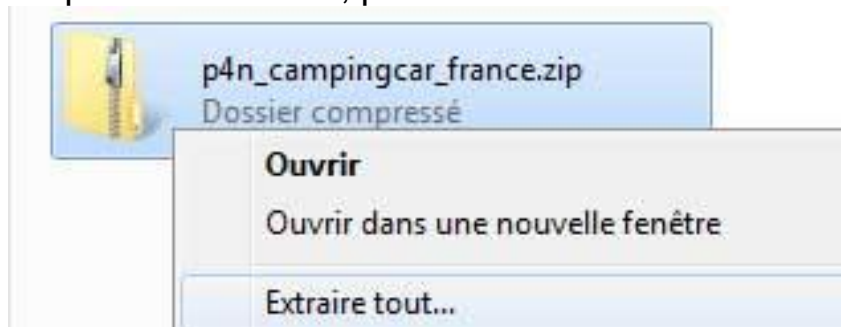 p4n_campingcar_france.zip
Dossier compressé
Ouvrir
Ouvrir dans une nouvelle fenêtre
Extraire tout...